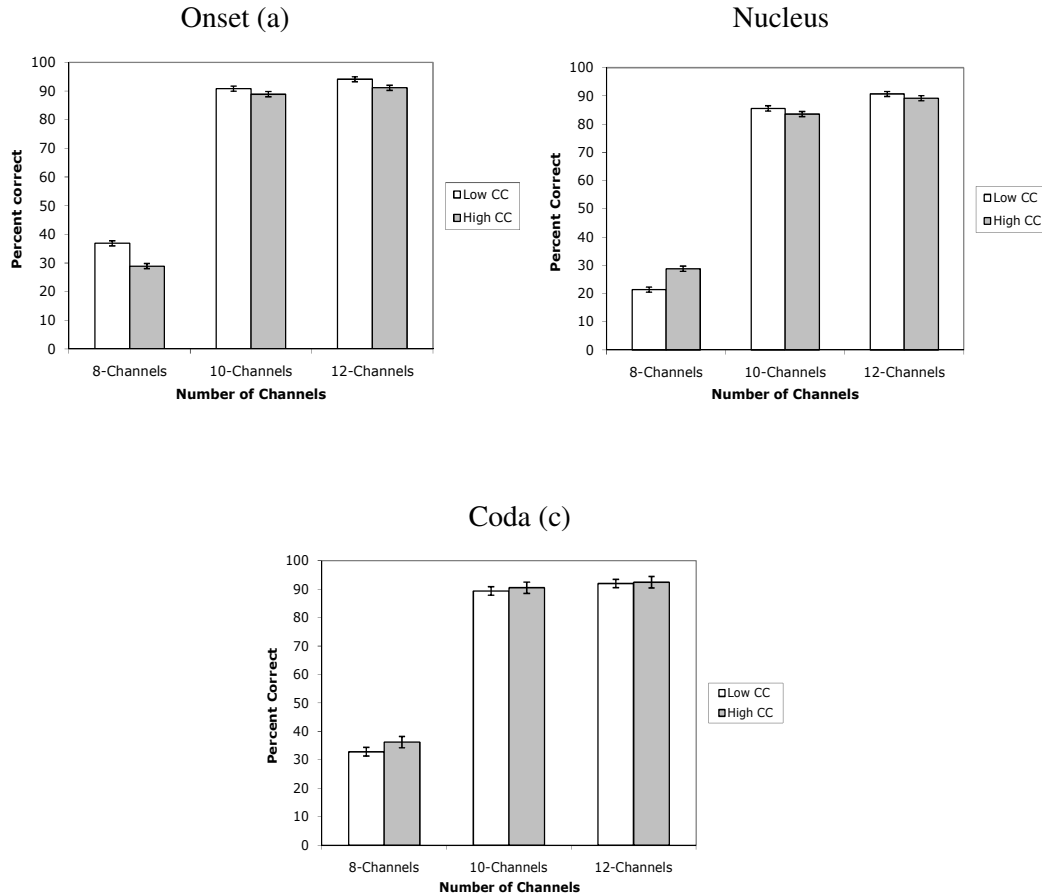 Onset (a)
100
90
80
70
60
50
40
30
20
10
0
Percent correct
8-Channels 10-Channels 12-Channels
Number of Channels
Low CC
High CC
Nucleus
100
90
80
70
60
50
40
30
20
10
0
Percent Correct
8-Channels 10-Channels 12-Channels
Number of Channels
Low CC
High CC
Coda (c)
100
90
80
70
60
50
40
30
20
10
0
Percent Correct
8-Channels 10-Channels 12-Channels
Number of Channels
Low CC
High CC